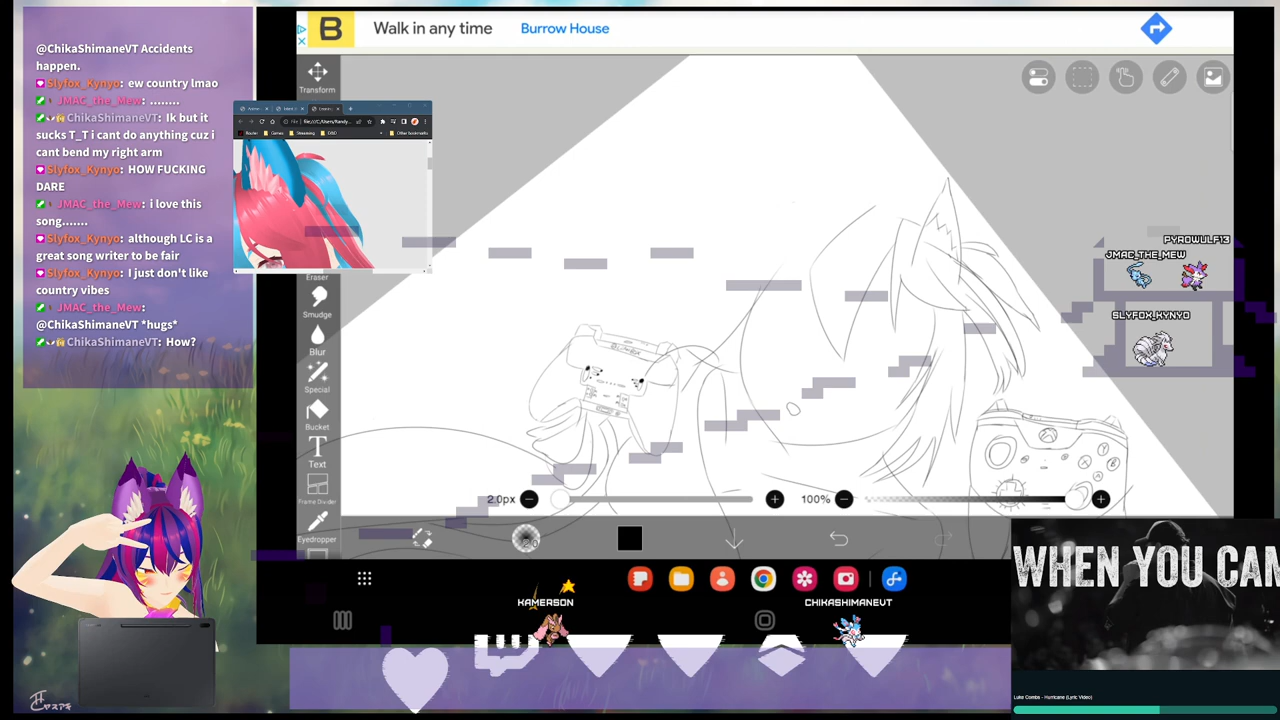 @ChikaShimaneVT Accidents
happen.
Slyfox_Kynyo: ew country lmao
JMAC_the_Mew: ........
ChikaShimaneVT: Ik but it
sucks T_T i cant do anything cuz i
cant bend my right arm
Slyfox_Kynyo: HOW FUCKING
DARE
JMAC_the_Mew: i love this
song.......
Slyfox_Kynyo: although LC is a
great song writer to be fair
Slyfox_Kynyo: I just don't like
country vibes
JMAC_the_Mew:
@ChikaShimaneVT *hugs*
ChikaShimaneVT: How?
B
Walk in any time
Burrow House
Transform
Games
Streaming
Other bookmarks
Eraser
Smudge
Blur
Special
Bucket
T
Text
Frame Divider
Eyedropper
2.0px
100%
PYROWULF13
JMAC_THE_MEW
SLYFOX_KYNYO
KAMERSON
CHIKASHIMANEVT
WHEN YOU CAN
Luke Combs - Hurricane (Lyric Video)